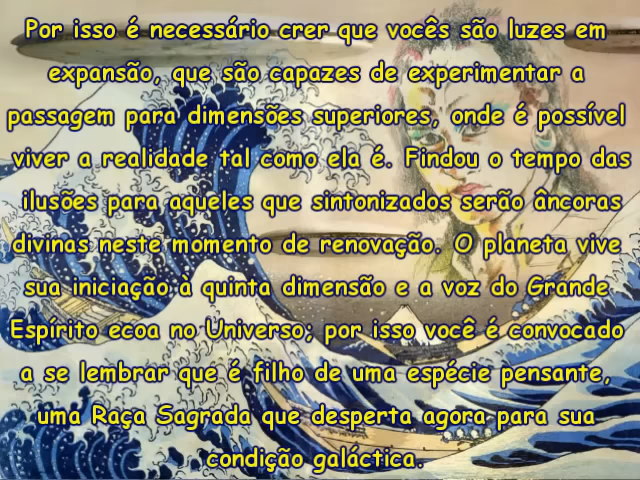 Por isso é necessário crer que vocês são luzes em
expansão, que são capazes de experimentar a
passagem para dimensões superiores, onde é possível
viver a realidade tal como ela é. Findou o tempo das
ilusões para aqueles que sintonizados serão âncoras
divinas neste momento de renovação. O planeta vive
sua iniciação à quinta dimensão e a voz do Grande
Espírito ecoa no Universo; por isso você é convocado
a se lembrar que é filho de uma espécie pensante,
uma Raça Sagrada que desperta agora para sua
condição galáctica.